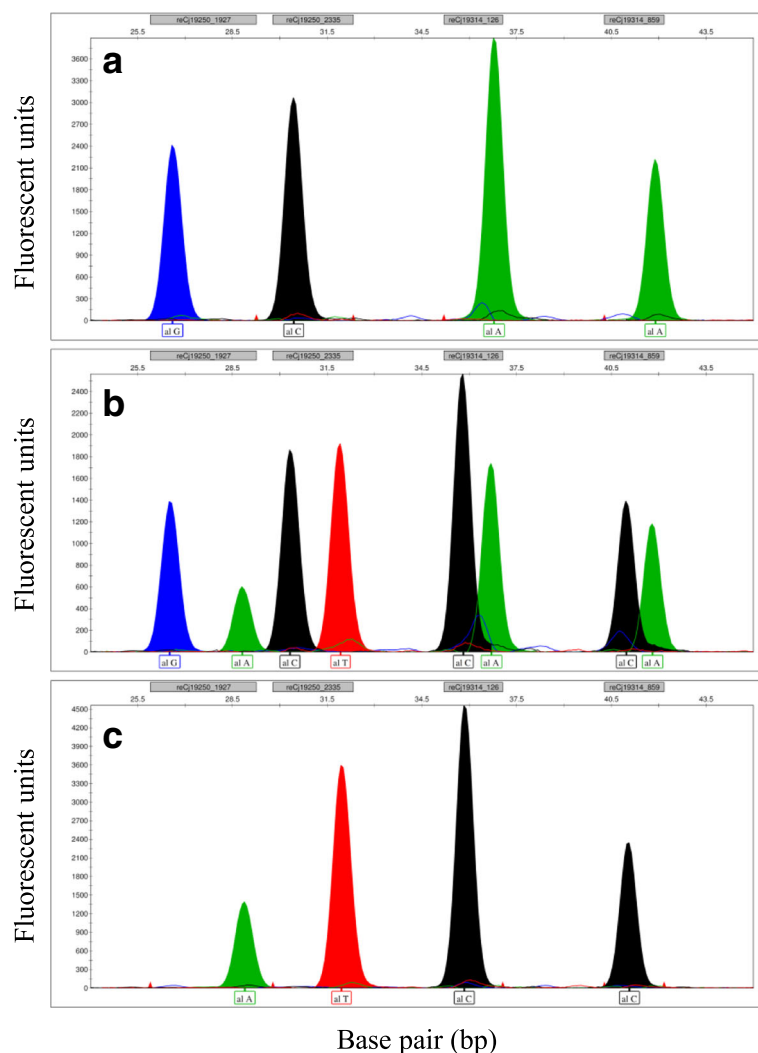 reCj19250_1927 reCj19250_2335 reCj19314_126 reCj19314_859
25.5 28.5 31.5 34.5 37.5 40.5 43.5
a
Fluorescent units
3600
3300
3000
2700
2400
2100
1800
1500
1200
900
600
300
0
al G al C al A al A
reCj19250_1927 reCj19250_2335 reCj19314_126 reCj19314_859
25.5 28.5 31.5 34.5 37.5 40.5 43.5
b
Fluorescent units
2400
2200
2000
1800
1600
1400
1200
1000
800
600
400
200
0
al G al A al C al T al C al A al C al A
reCj19250_1927 reCj19250_2335 reCj19314_126 reCj19314_859
25.5 28.5 31.5 34.5 37.5 40.5 43.5
c
Fluorescent units
4500
4200
3900
3600
3300
3000
2700
2400
2100
1800
1500
1200
900
600
300
0
al A al T al C al C
Base pair (bp)